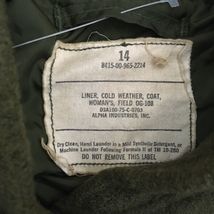 14
8415-00-965-2214
LINER, COLD WEATHER, COAT,
WOMAN'S, FIELD OG-108
DSA100-75-C-0703
ALPHA INDUSTRIES, INC.
Dry Clean, Hand Launder in a Mild Synthetic Detergent, or
Machine Launder Following Formula II of TM 10-280
DO NOT REMOVE THIS LABEL